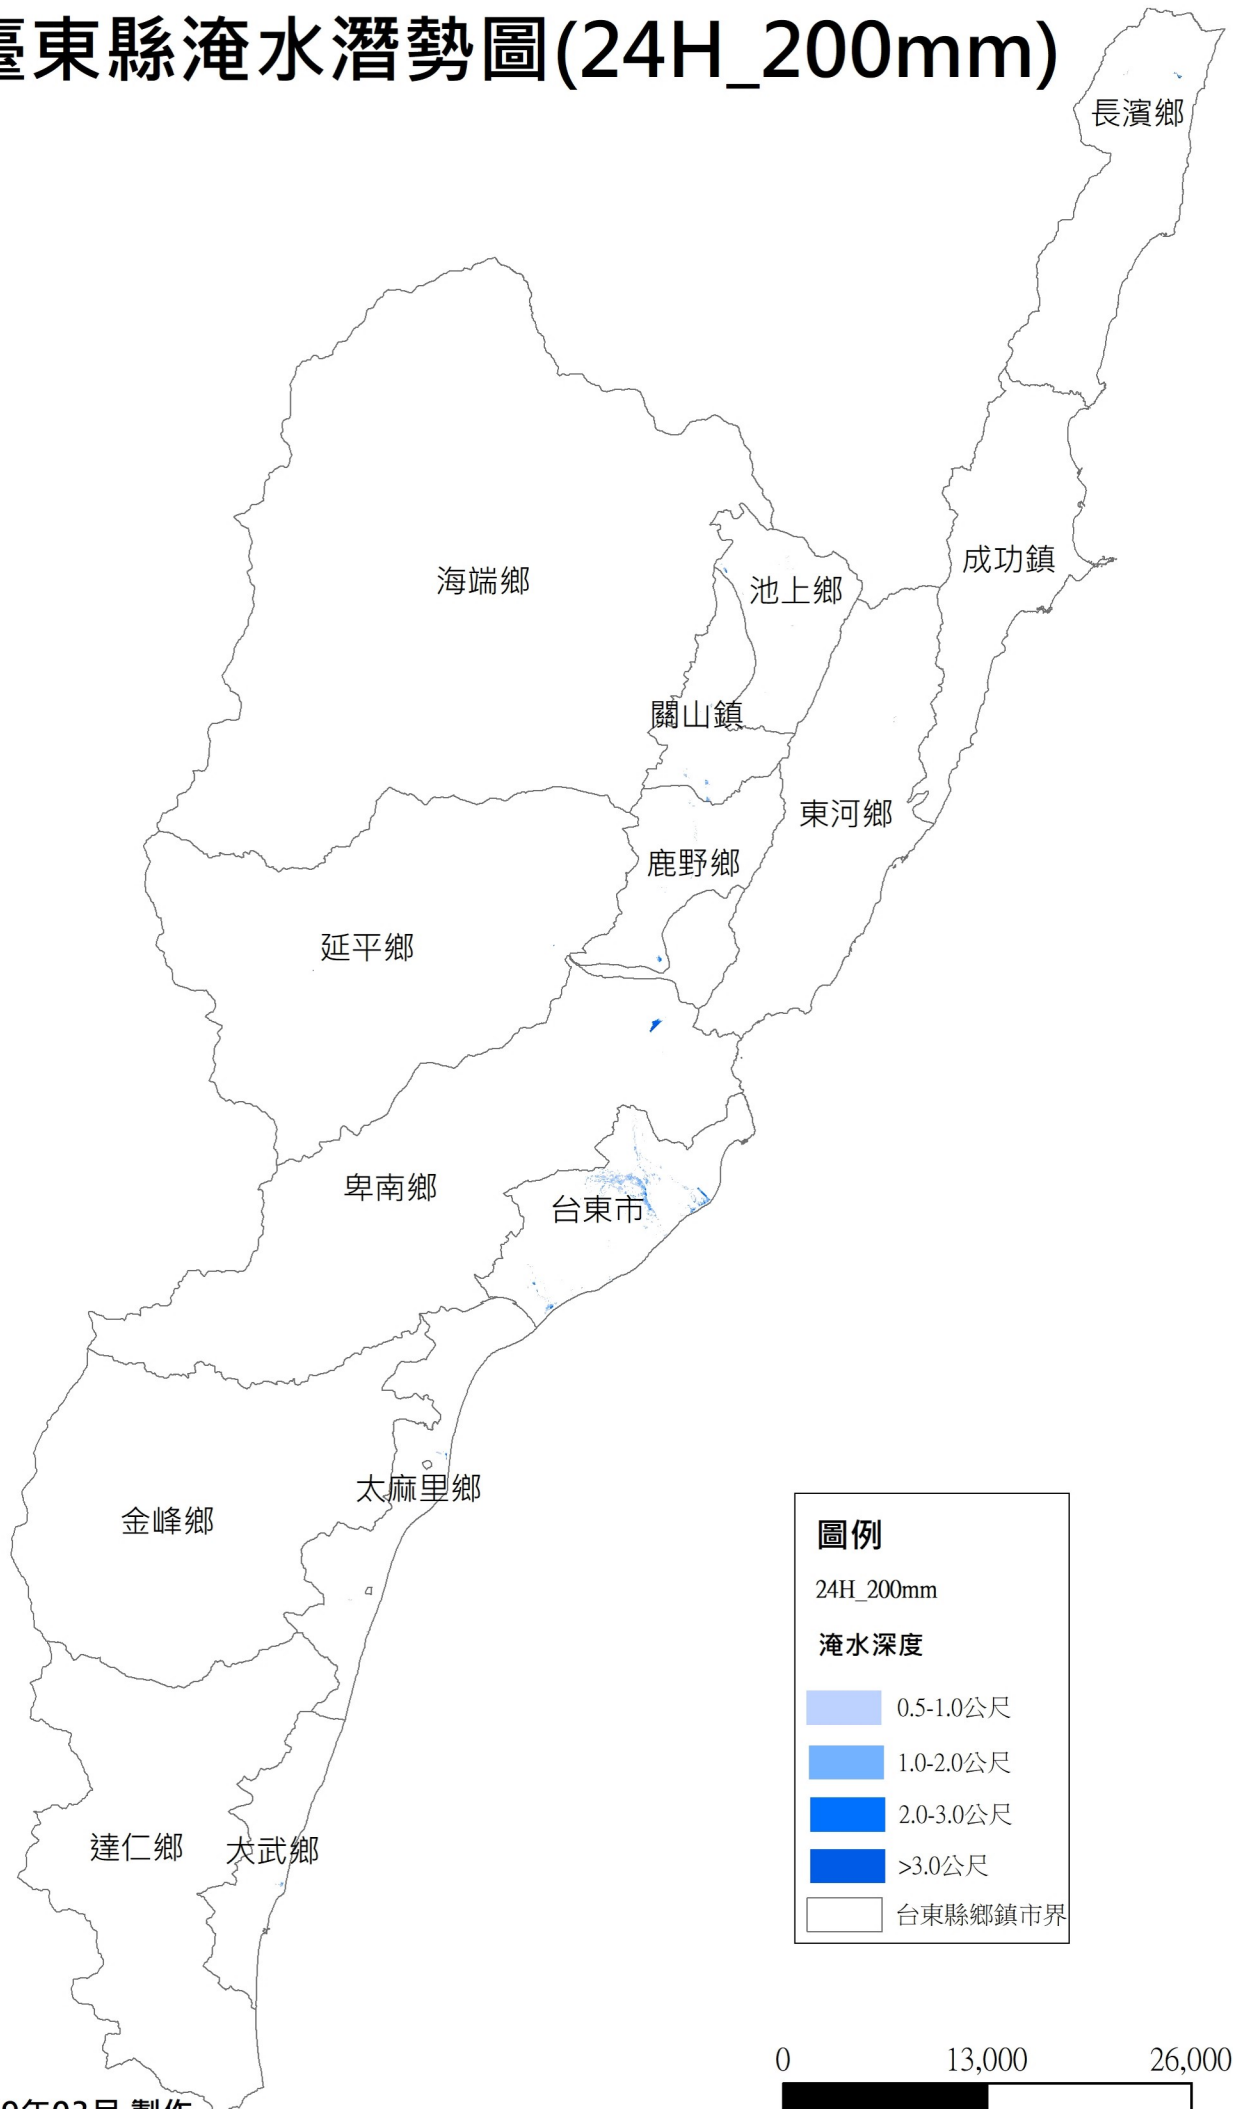 臺東縣淹水潛勢圖(24H_200mm)
長濱鄉
成功鎮
海端鄉
池上鄉
關山鎮
東河鄉
鹿野鄉
延平鄉
卑南鄉
台東市
太麻里鄉
金峰鄉
達仁鄉
大武鄉
圖例
24H_200mm
淹水深度
0.5-1.0公尺
1.0-2.0公尺
2.0-3.0公尺
>3.0公尺
台東縣鄉鎮市界
0 13,000 26,000